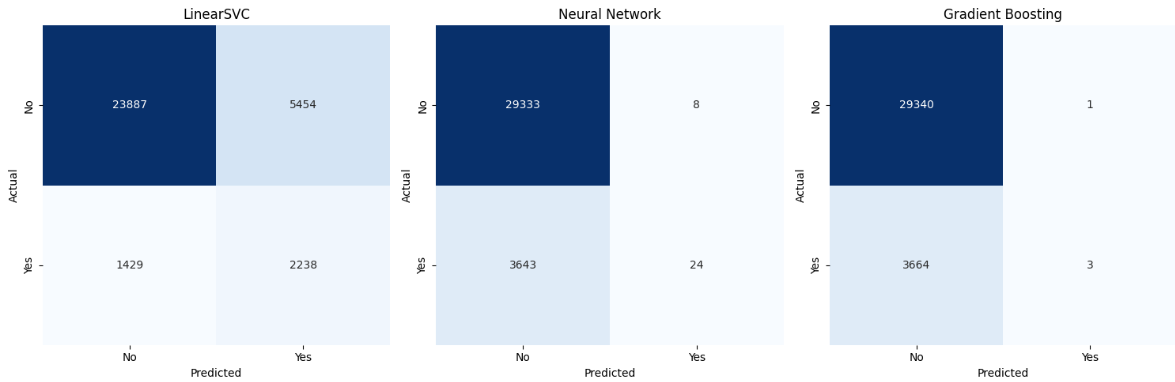 LinearSVC
No
23887
5454
Yes
1429
2238
Actual
No
Yes
Predicted
Neural Network
No
29333
8
Yes
3643
24
Actual
No
Yes
Predicted
Gradient Boosting
No
29340
1
Yes
3664
3
Actual
No
Yes
Predicted